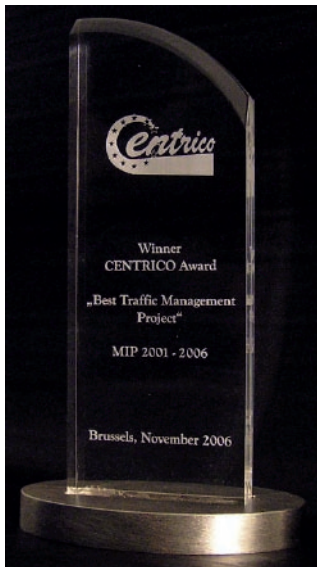 Centrico
Winner
CENTRICO Award
„Best Traffic Management
Project“
MIP 2001 - 2006
Brussels, November 2006